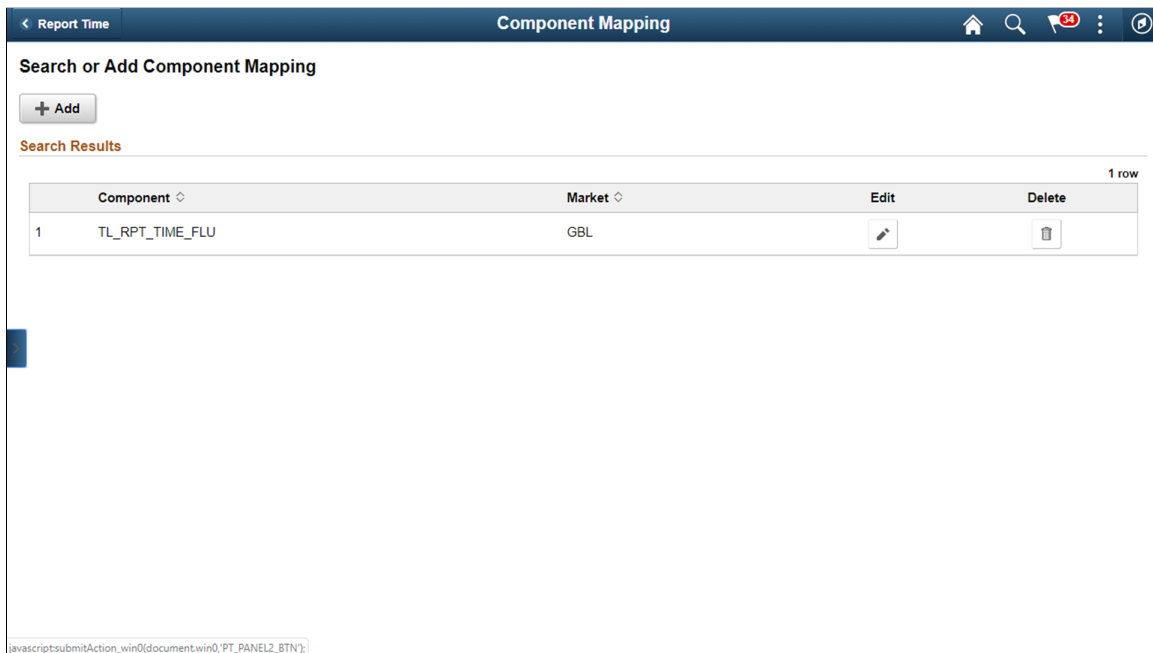 Report Time
Component Mapping
34
Search or Add Component Mapping
Add
Search Results
1 row
Component Market Edit Delete
1 TL_RPT_TIME_FLU GBL
javascript:submitAction_win0(document.win0,'PT_PANEL2_BTN');